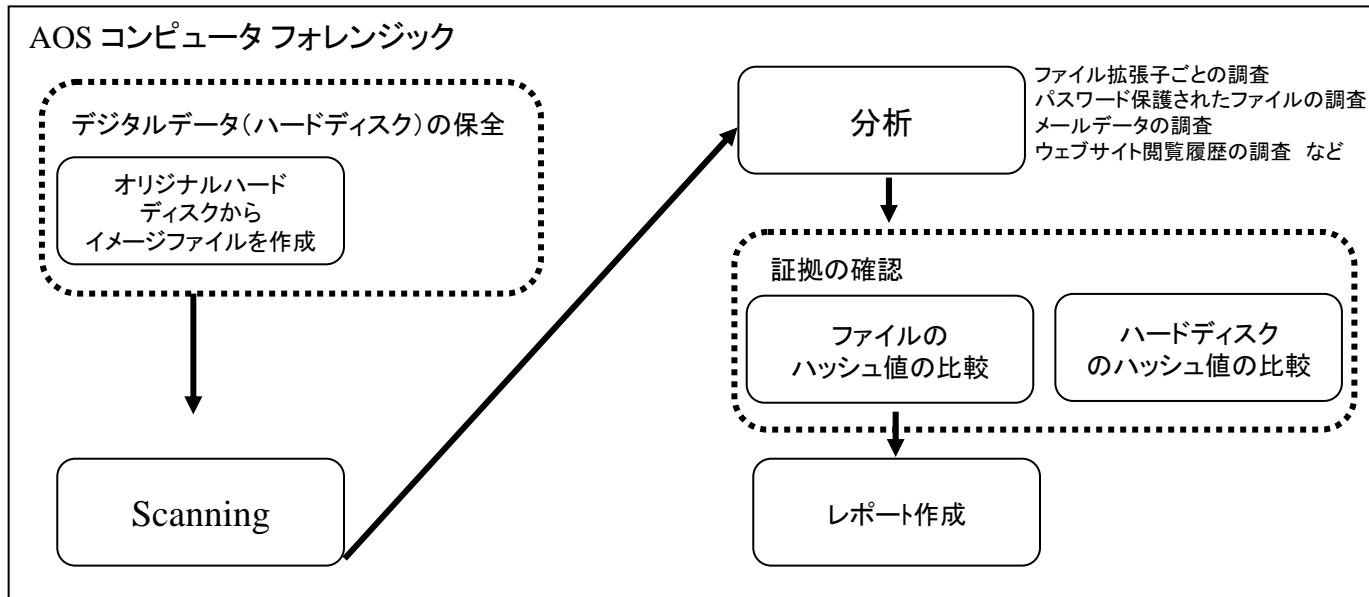 AOS コンピュータ フォレンジック
デジタルデータ(ハードディスク)の保全
オリジナルハード
ディスクから
イメージファイルを作成
Scanning
分析
ファイル拡張子ごとの調査
パスワード保護されたファイルの調査
メールデータの調査
ウェブサイト閲覧履歴の調査 など
証拠の確認
ファイルの
ハッシュ値の比較
ハードディスク
のハッシュ値の比較
レポート作成